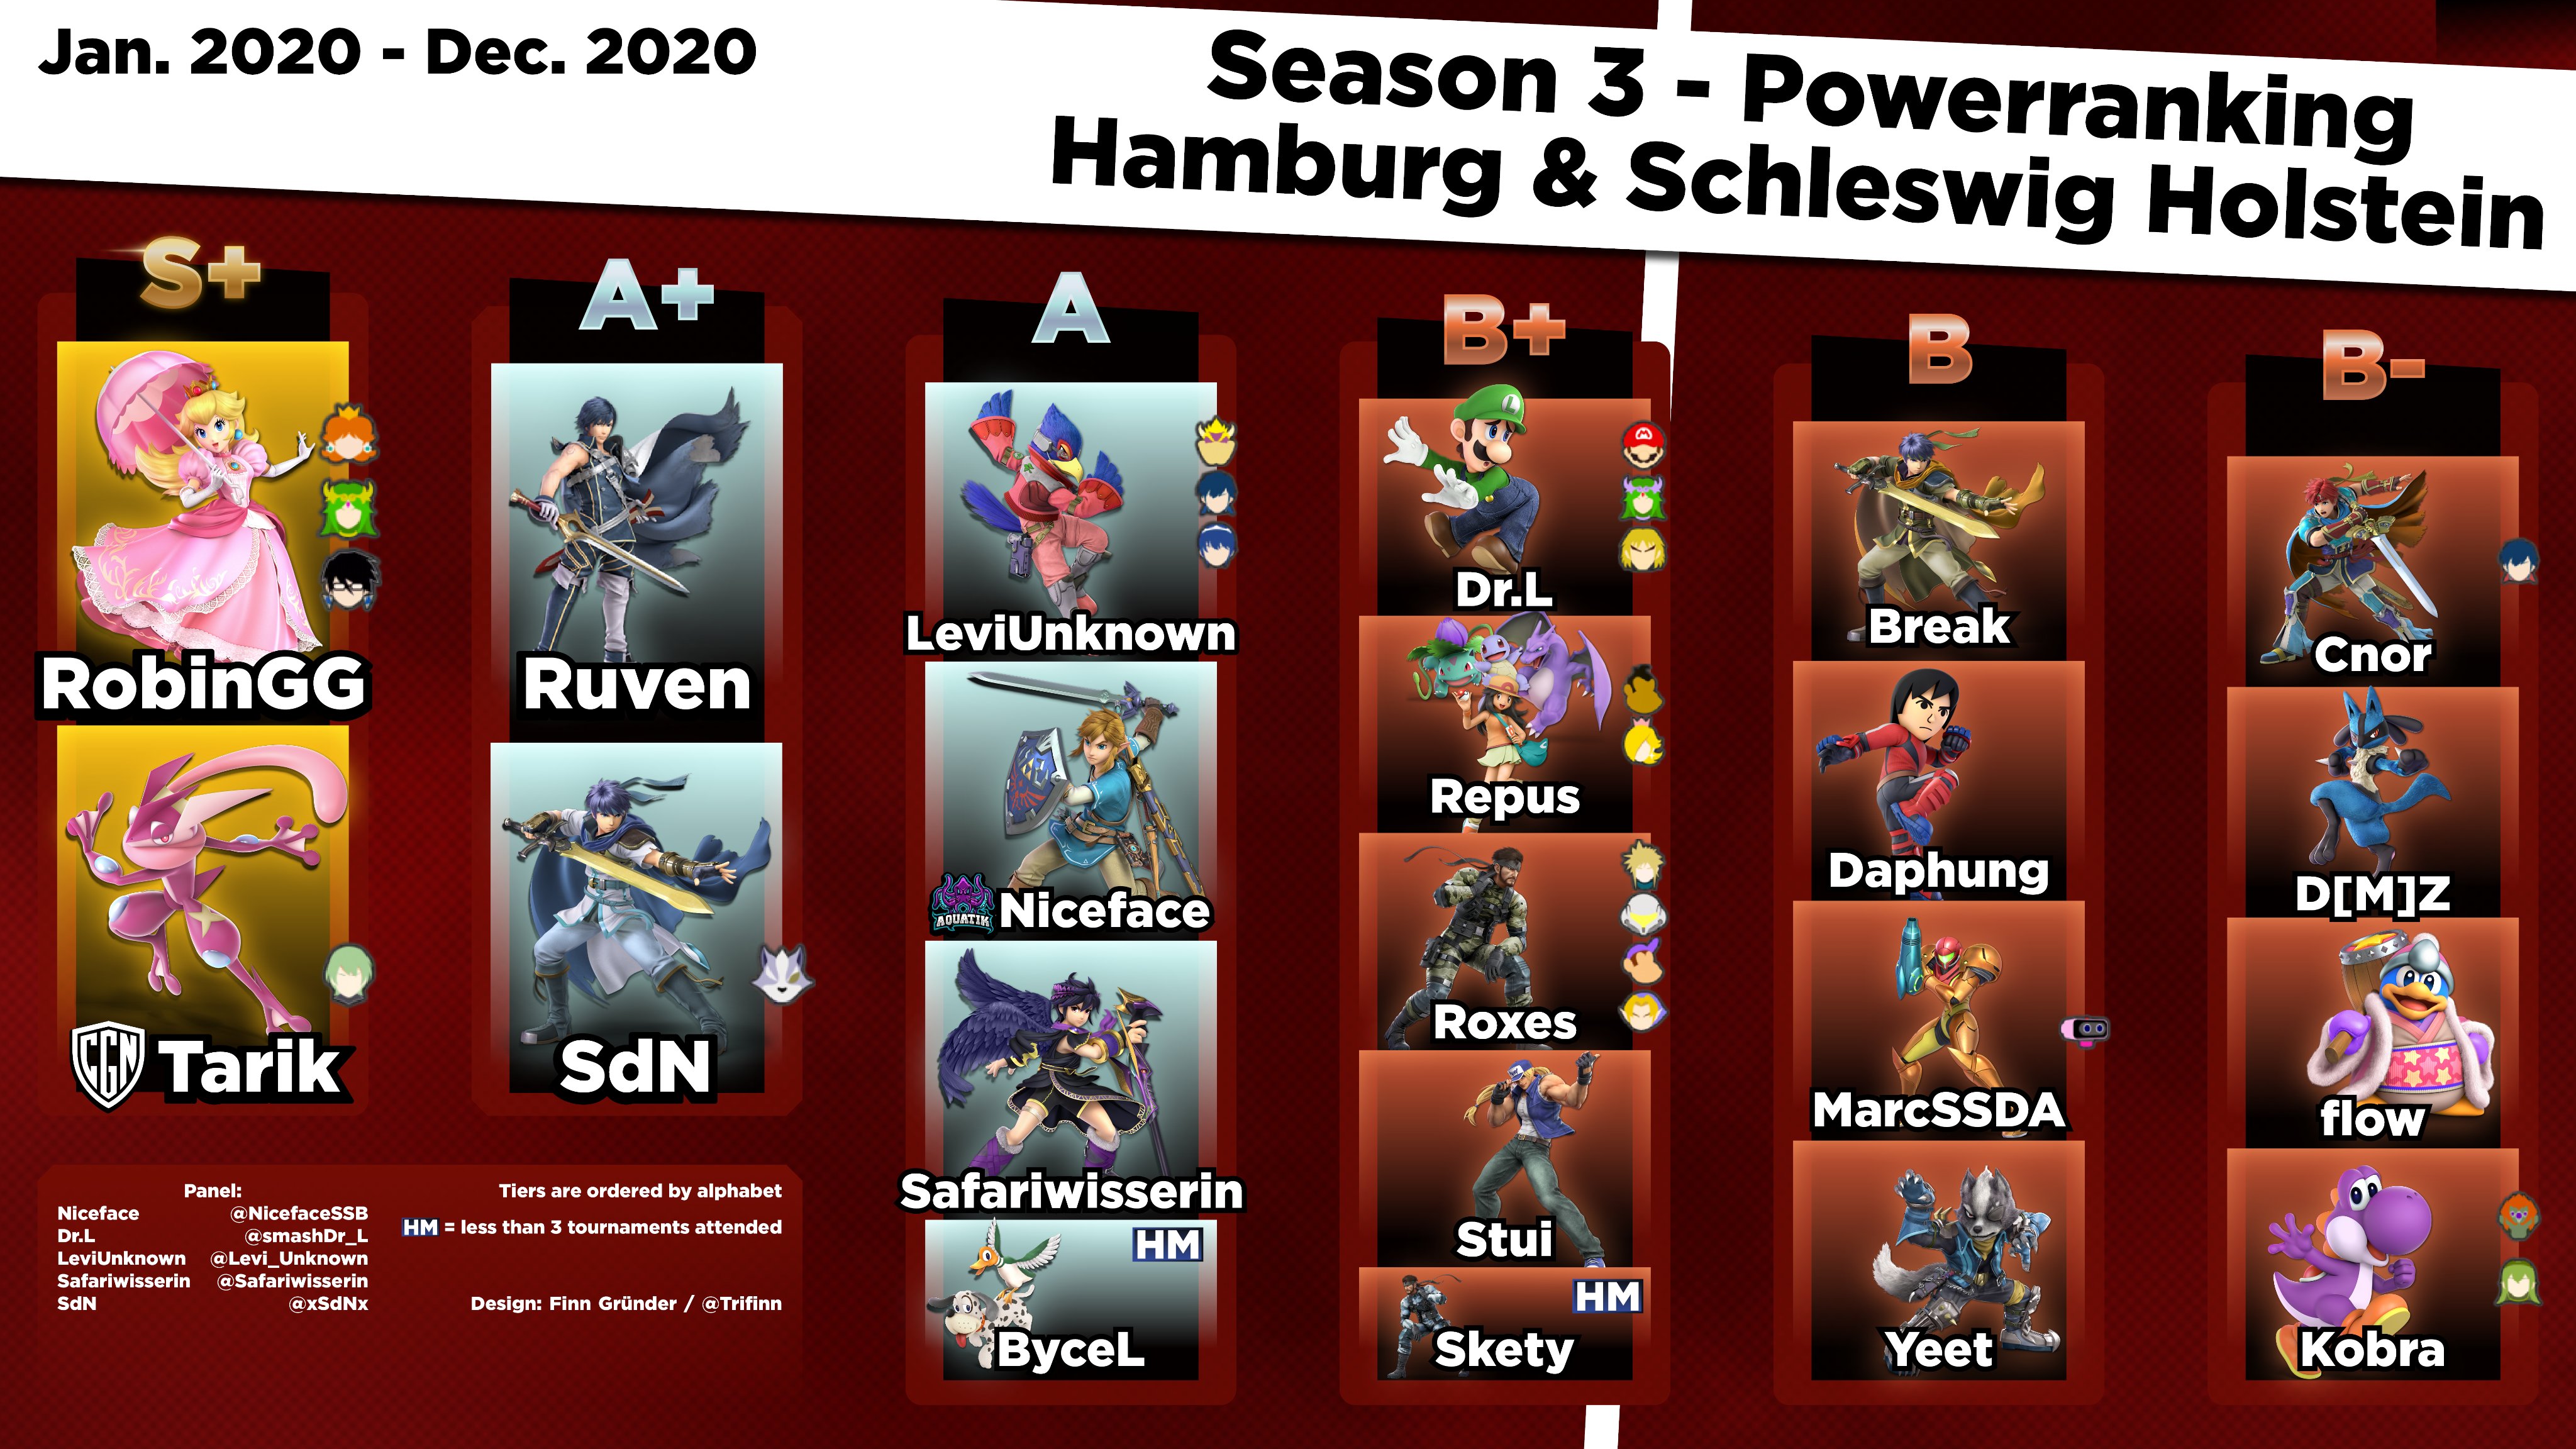 Jan. 2020 - Dec. 2020
Season 3 - Powerranking
Hamburg & Schleswig Holstein
S+
RobinGG
CGN Tarik
A+
Ruven
SdN
A
LeviUnknown
AQUATIK Niceface
Safariwisserin
HM
ByceL
B+
Dr.L
Repus
Roxes
Stui
HM
Skety
B
Break
Daphung
MarcSSDA
Yeet
B-
Cnor
D[M]Z
flow
Kobra
Panel:
Niceface @NicefaceSSB
Dr.L @smashDr_L
LeviUnknown @Levi_Unknown
Safariwisserin @Safariwisserin
SdN @xSdNx
Tiers are ordered by alphabet
HM = less than 3 tournaments attended
Design: Finn Gründer / @Trifinn